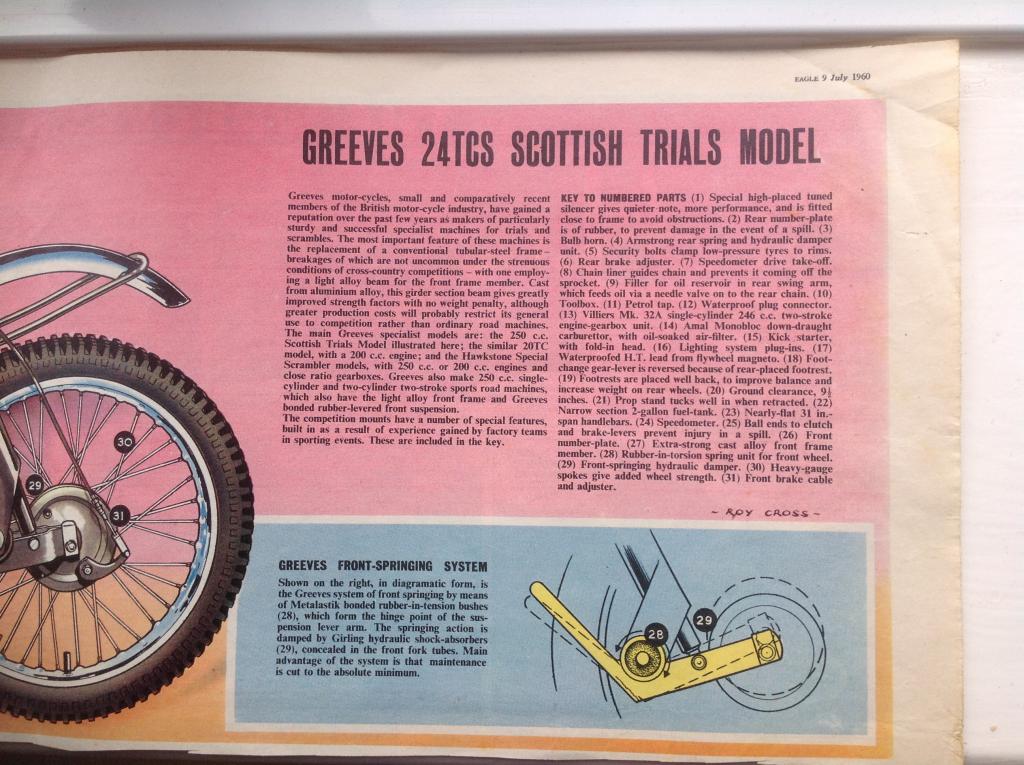 EAGLE 9 July 1960
GREEVES 24TCS SCOTTISH TRIALS MODEL
Greeves motor-cycles, small and comparatively recent
members of the British motor-cycle industry, have gained a
reputation over the past few years as makers of particularly
sturdy and successful specialist machines for trials and
scrambles. The most important feature of these machines is
the replacement of a conventional tubular-steel frame –
breakages of which are not uncommon under the strenuous
conditions of cross-country competitions – with one employ-
ing a light alloy beam for the front frame member. Cast
from aluminium alloy, this girder section beam gives greatly
improved strength factors with no weight penalty, although
greater production costs will probably restrict its general
use to competition rather than ordinary road machines.
The main Greeves specialist models are: the 250 c.c.
Scottish Trials Model illustrated here; the similar 20TC
model, with a 200 c.c. engine; and the Hawkstone Special
Scrambler models, with 250 c.c. or 200 c.c. engines and
close ratio gearboxes. Greeves also make 250 c.c. single-
cylinder and two-cylinder two-stroke sports road machines,
which also have the light alloy front frame and Greeves
bonded rubber-levered front suspension.
The competition mounts have a number of special features,
built in as a result of experience gained by factory teams
in sporting events. These are included in the key.
KEY TO NUMBERED PARTS (1) Special high-placed tuned
silencer gives quieter note, more performance, and is fitted
close to frame to avoid obstructions. (2) Rear number-plate
is of rubber, to prevent damage in the event of a spill. (3)
Bulb horn. (4) Armstrong rear spring and hydraulic damper
unit. (5) Security bolts clamp low-pressure tyres to rims.
(6) Rear brake adjuster. (7) Speedometer drive take-off.
(8) Chain liner guides chain and prevents it coming off the
sprocket. (9) Filler for oil reservoir in rear swing arm,
which feeds oil via a needle valve on to the rear chain. (10)
Toolbox. (11) Petrol tap. (12) Waterproof plug connector.
(13) Villiers Mk. 32A single-cylinder 246 c.c. two-stroke
engine-gearbox unit. (14) Amal Monobloc down-draught
carburettor, with oil-soaked air-filter. (15) Kick starter,
with fold-in head. (16) Lighting system plug-ins. (17)
Waterproofed H.T. lead from flywheel magneto. (18) Foot-
change gear-lever is reversed because of rear-placed footrest.
(19) Footrests are placed well back, to improve balance and
increase weight on rear wheels. (20) Ground clearance, 9½
inches. (21) Prop stand tucks well in when retracted. (22)
Narrow section 2-gallon fuel-tank. (23) Nearly-flat 31 in.-
span handlebars. (24) Speedometer. (25) Ball ends to clutch
and brake-levers prevent injury in a spill. (26) Front
number-plate. (27) Extra-strong cast alloy front frame
member. (28) Rubber-in-torsion spring unit for front wheel.
(29) Front-springing hydraulic damper. (30) Heavy-gauge
spokes give added wheel strength. (31) Front brake cable
and adjuster.
~ ROY CROSS ~
30
29
31
GREEVES FRONT-SPRINGING SYSTEM
Shown on the right, in diagramatic form, is
the Greeves system of front springing by means
of Metalastik bonded rubber-in-tension bushes
(28), which form the hinge point of the sus-
pension lever arm. The springing action is
damped by Girling hydraulic shock-absorbers
(29), concealed in the front fork tubes. Main
advantage of the system is that maintenance
is cut to the absolute minimum.
28
29